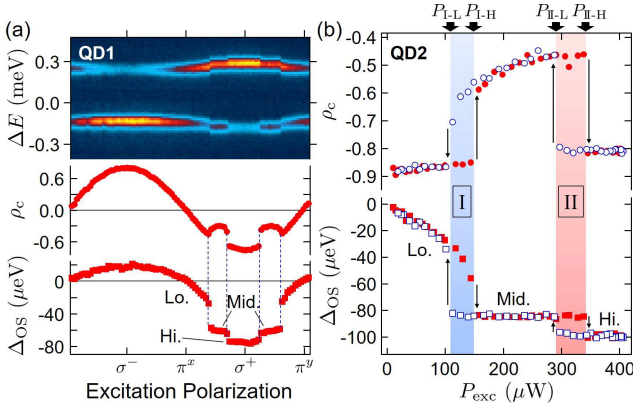 (a)
QD1
ΔE (meV)
0.3
0.0
-0.3
ρc
0.6
0.0
-0.6
ΔOS (μeV)
0
-40
-80
Lo.
Mid.
Hi.
σ− πx σ+ πy
Excitation Polarization
(b)
PI-L PI-H PII-L PII-H
QD2
ρc
-0.4
-0.5
-0.6
-0.7
-0.8
-0.9
I
II
ΔOS (μeV)
0
-20
-40
-60
-80
-100
Lo.
Mid.
Hi.
0 100 200 300 400
Pexc (μW)